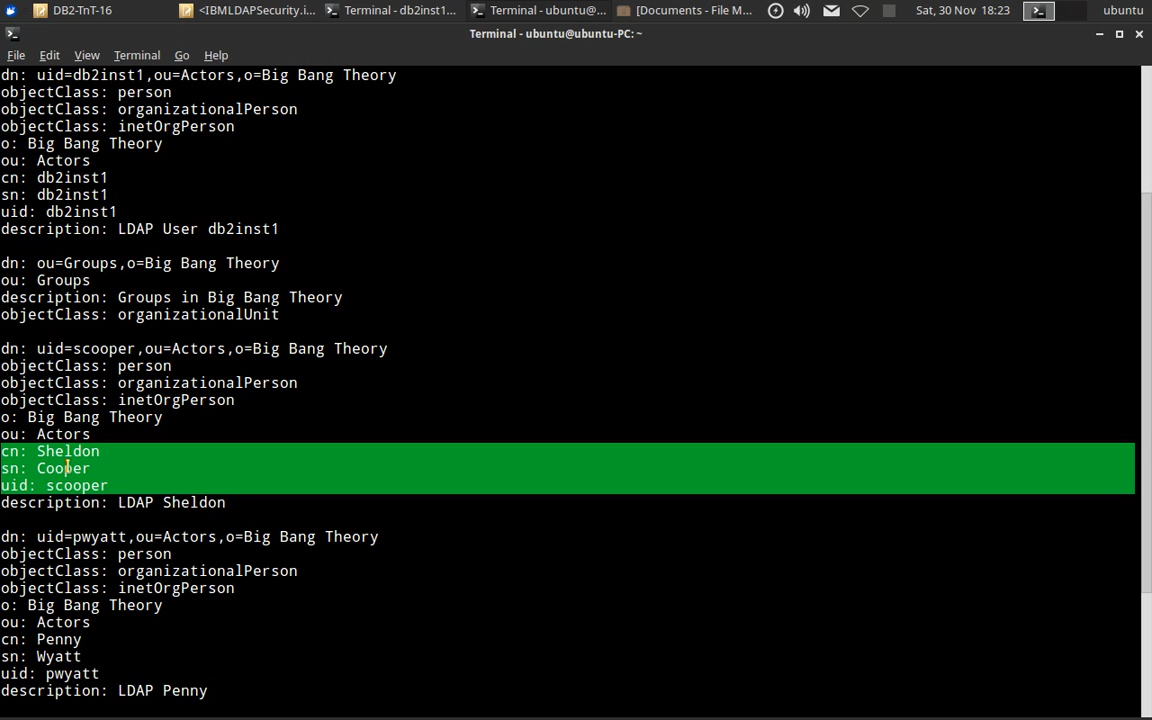 DB2-TnT-16
<IBMLDAPSecurity.i...
Terminal - db2inst1...
Terminal - ubuntu@...
[Documents - File M...
Sat, 30 Nov 18:23
ubuntu
Terminal - ubuntu@ubuntu-PC: ~
File Edit View Terminal Go Help
dn: uid=db2inst1,ou=Actors,o=Big Bang Theory
objectClass: person
objectClass: organizationalPerson
objectClass: inetOrgPerson
o: Big Bang Theory
ou: Actors
cn: db2inst1
sn: db2inst1
uid: db2inst1
description: LDAP User db2inst1
dn: ou=Groups,o=Big Bang Theory
ou: Groups
description: Groups in Big Bang Theory
objectClass: organizationalUnit
dn: uid=scooper,ou=Actors,o=Big Bang Theory
objectClass: person
objectClass: organizationalPerson
objectClass: inetOrgPerson
o: Big Bang Theory
ou: Actors
cn: Sheldon
sn: Cooper
uid: scooper
description: LDAP Sheldon
dn: uid=pwyatt,ou=Actors,o=Big Bang Theory
objectClass: person
objectClass: organizationalPerson
objectClass: inetOrgPerson
o: Big Bang Theory
ou: Actors
cn: Penny
sn: Wyatt
uid: pwyatt
description: LDAP Penny